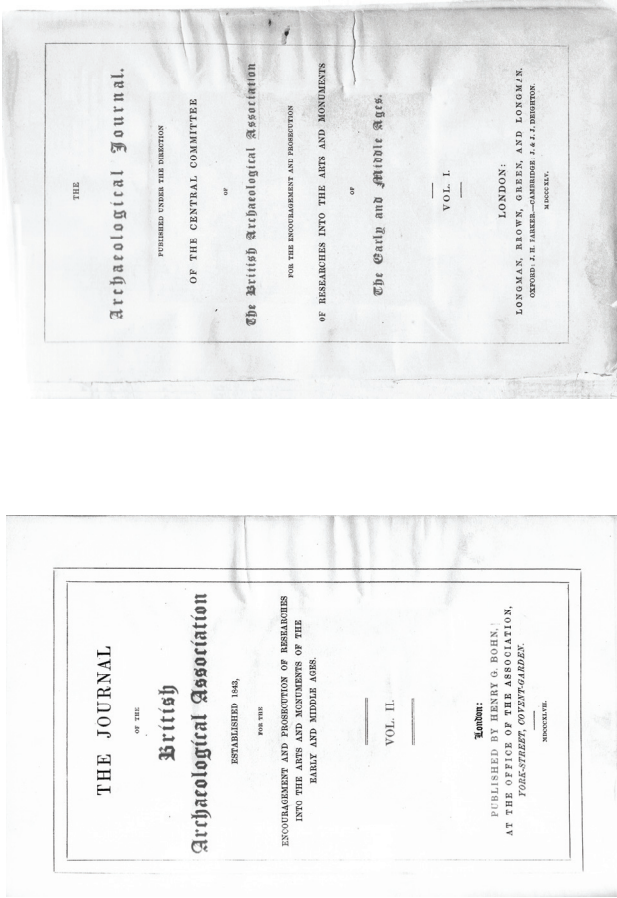 THE
Archaeological Journal.
PUBLISHED UNDER THE DIRECTION
OF THE CENTRAL COMMITTEE
OF
The British Archaeological Association
FOR THE ENCOURAGEMENT AND PROSECUTION
OF RESEARCHES INTO THE ARTS AND MONUMENTS
OF
The Early and Middle Ages.
VOL. I.
LONDON:
LONGMAN, BROWN, GREEN, AND LONGMAN.
OXFORD: J. H. PARKER.—CAMBRIDGE J. & J. J. DEIGHTON.
MDCCCXLV.
THE JOURNAL
OF THE
British
Archaeological Association
ESTABLISHED 1843,
FOR THE
ENCOURAGEMENT AND PROSECUTION OF RESEARCHES
INTO THE ARTS AND MONUMENTS OF THE
EARLY AND MIDDLE AGES.
VOL. II.
London:
PUBLISHED BY HENRY G. BOHN,
AT THE OFFICE OF THE ASSOCIATION,
YORK-STREET, COVENT-GARDEN.
MDCCCXLVII.